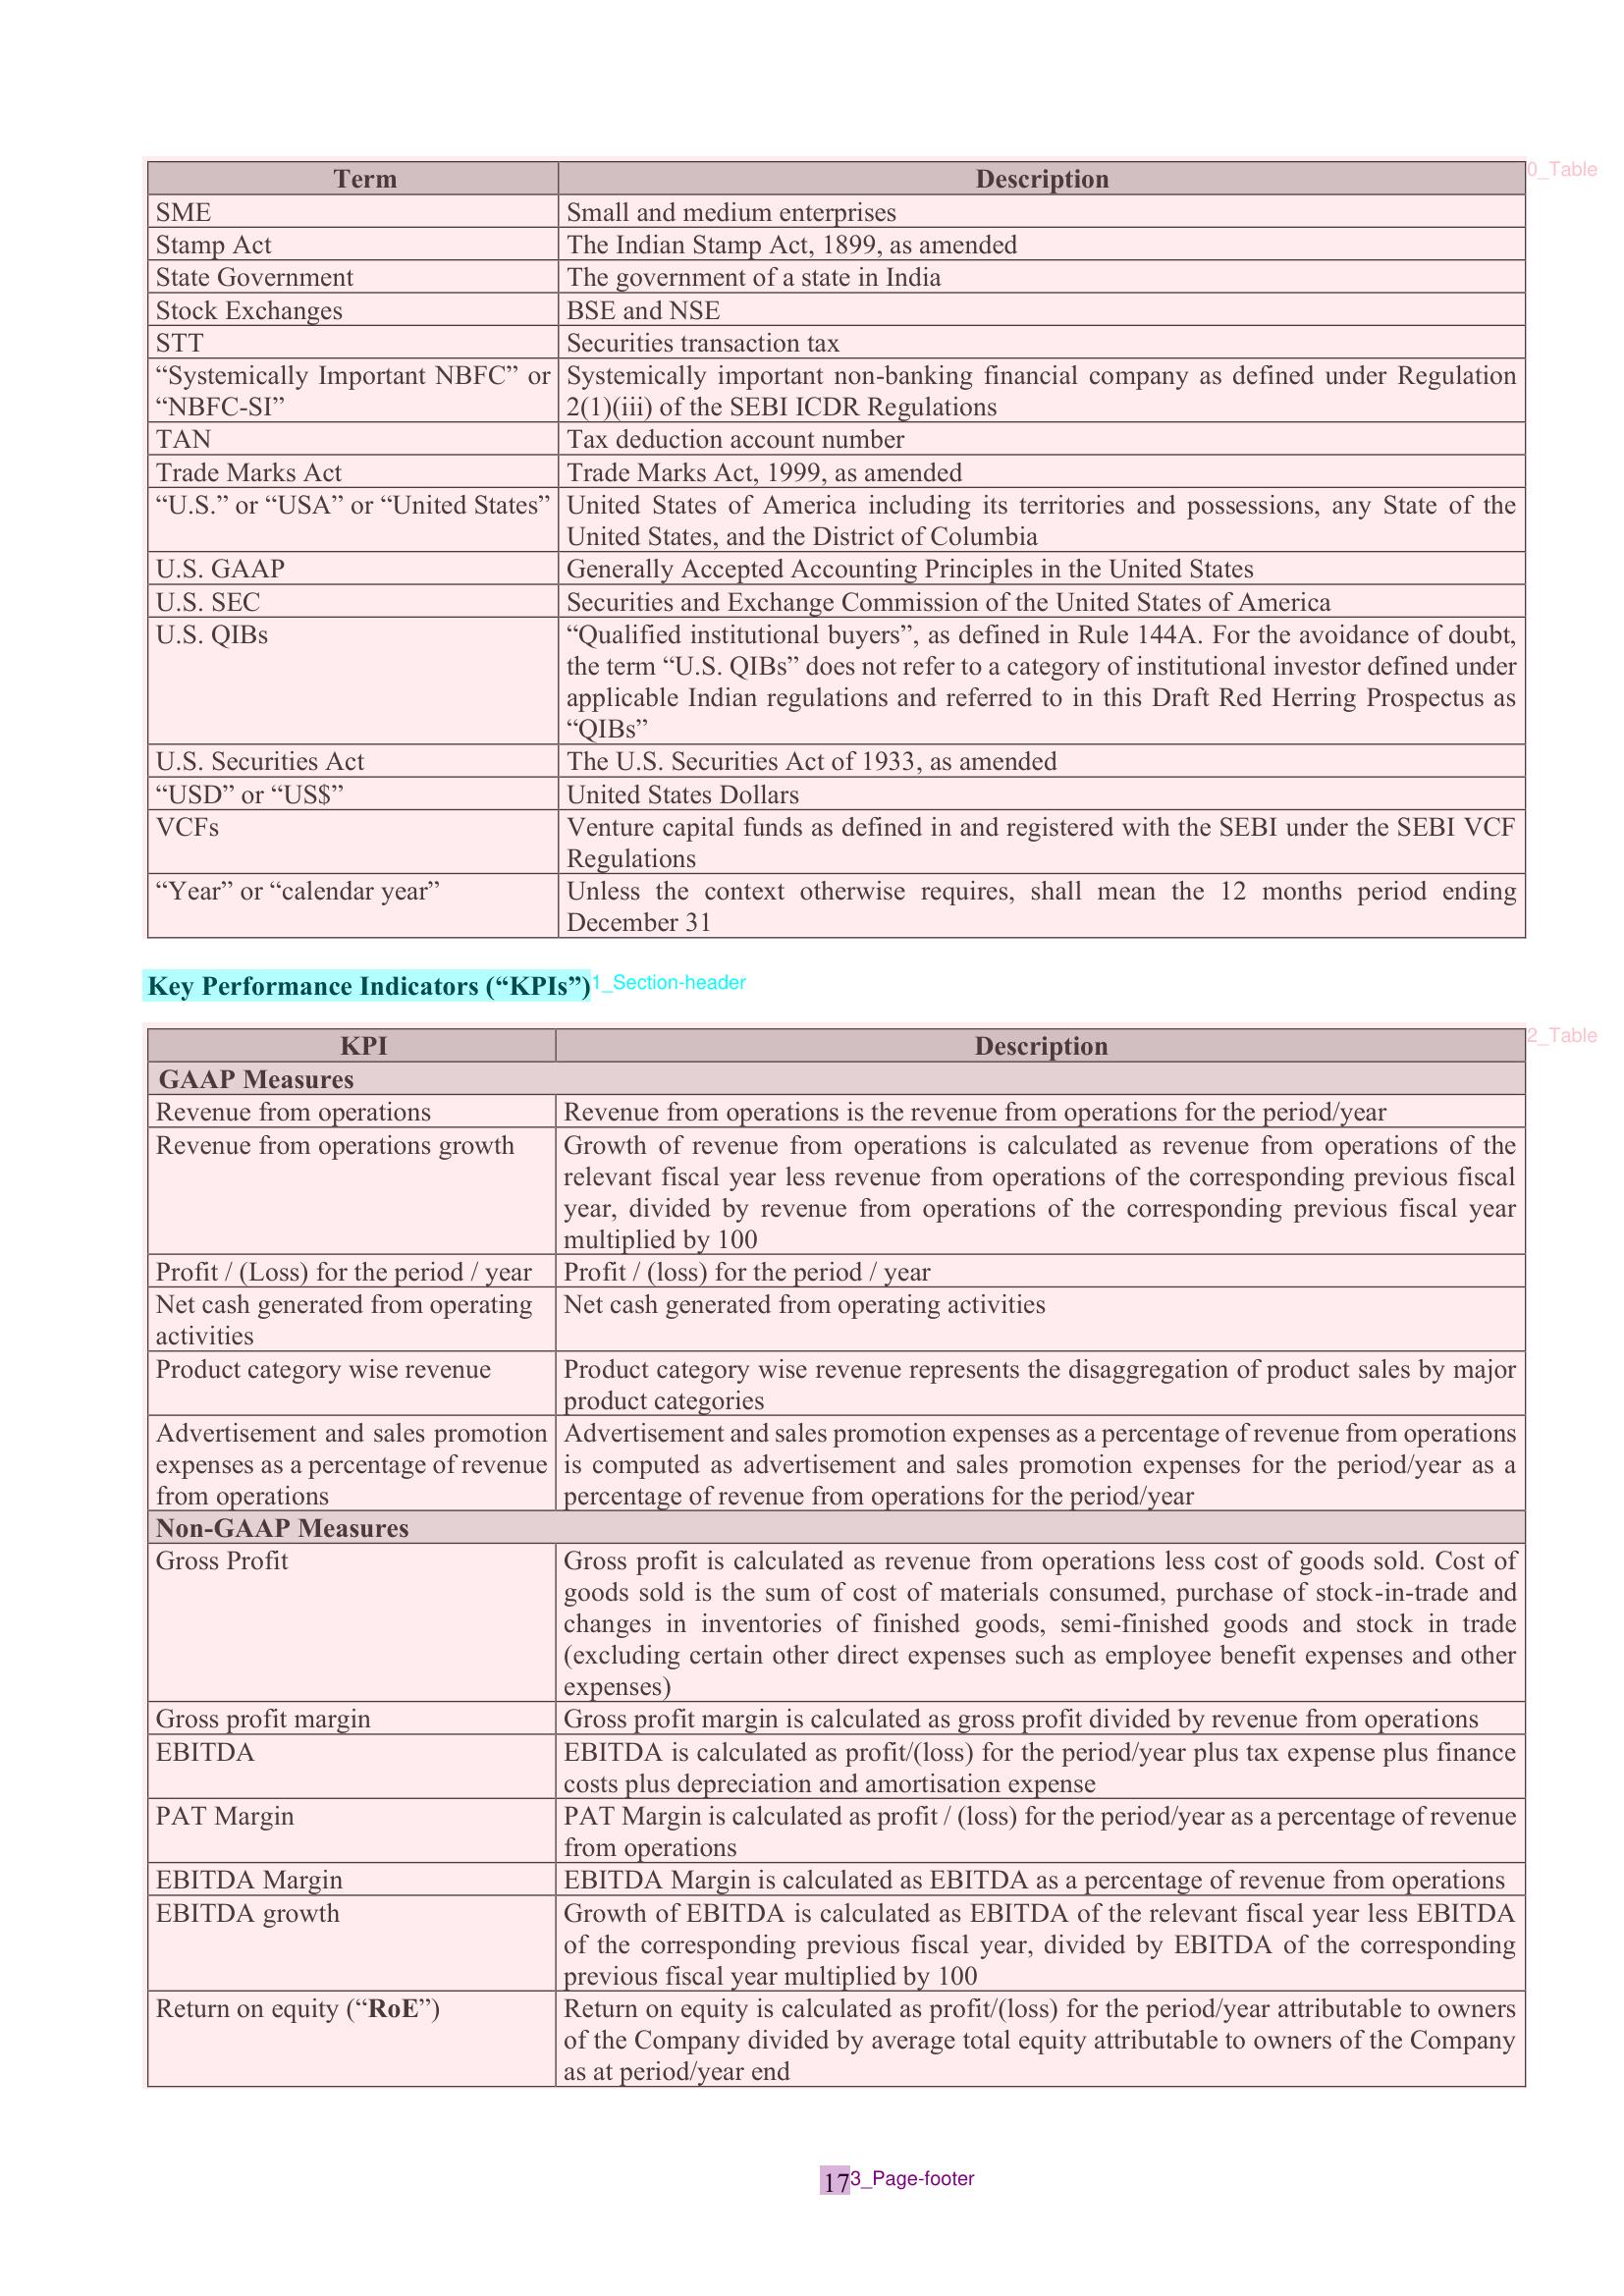 Term Description
0_Table
SME Small and medium enterprises
Stamp Act The Indian Stamp Act, 1899, as amended
State Government The government of a state in India
Stock Exchanges BSE and NSE
STT Securities transaction tax
“Systemically Important NBFC” or Systemically important non-banking financial company as defined under Regulation
“NBFC-SI” 2(1)(iii) of the SEBI ICDR Regulations
TAN Tax deduction account number
Trade Marks Act Trade Marks Act, 1999, as amended
“U.S.” or “USA” or “United States” United States of America including its territories and possessions, any State of the
United States, and the District of Columbia
U.S. GAAP Generally Accepted Accounting Principles in the United States
U.S. SEC Securities and Exchange Commission of the United States of America
U.S. QIBs “Qualified institutional buyers”, as defined in Rule 144A. For the avoidance of doubt,
the term “U.S. QIBs” does not refer to a category of institutional investor defined under
applicable Indian regulations and referred to in this Draft Red Herring Prospectus as
“QIBs”
U.S. Securities Act The U.S. Securities Act of 1933, as amended
“USD” or “US$” United States Dollars
VCFs Venture capital funds as defined in and registered with the SEBI under the SEBI VCF
Regulations
“Year” or “calendar year” Unless the context otherwise requires, shall mean the 12 months period ending
December 31
Key Performance Indicators (“KPIs”) 1_Section-header
KPI Description
2_Table
GAAP Measures
Revenue from operations Revenue from operations is the revenue from operations for the period/year
Revenue from operations growth Growth of revenue from operations is calculated as revenue from operations of the
relevant fiscal year less revenue from operations of the corresponding previous fiscal
year, divided by revenue from operations of the corresponding previous fiscal year
multiplied by 100
Profit / (Loss) for the period / year Profit / (loss) for the period / year
Net cash generated from operating Net cash generated from operating activities
activities
Product category wise revenue Product category wise revenue represents the disaggregation of product sales by major
product categories
Advertisement and sales promotion Advertisement and sales promotion expenses as a percentage of revenue from operations
expenses as a percentage of revenue is computed as advertisement and sales promotion expenses for the period/year as a
from operations percentage of revenue from operations for the period/year
Non-GAAP Measures
Gross Profit Gross profit is calculated as revenue from operations less cost of goods sold. Cost of
goods sold is the sum of cost of materials consumed, purchase of stock-in-trade and
changes in inventories of finished goods, semi-finished goods and stock in trade
(excluding certain other direct expenses such as employee benefit expenses and other
expenses)
Gross profit margin Gross profit margin is calculated as gross profit divided by revenue from operations
EBITDA EBITDA is calculated as profit/(loss) for the period/year plus tax expense plus finance
costs plus depreciation and amortisation expense
PAT Margin PAT Margin is calculated as profit / (loss) for the period/year as a percentage of revenue
from operations
EBITDA Margin EBITDA Margin is calculated as EBITDA as a percentage of revenue from operations
EBITDA growth Growth of EBITDA is calculated as EBITDA of the relevant fiscal year less EBITDA
of the corresponding previous fiscal year, divided by EBITDA of the corresponding
previous fiscal year multiplied by 100
Return on equity (“RoE”) Return on equity is calculated as profit/(loss) for the period/year attributable to owners
of the Company divided by average total equity attributable to owners of the Company
as at period/year end
17 3_Page-footer